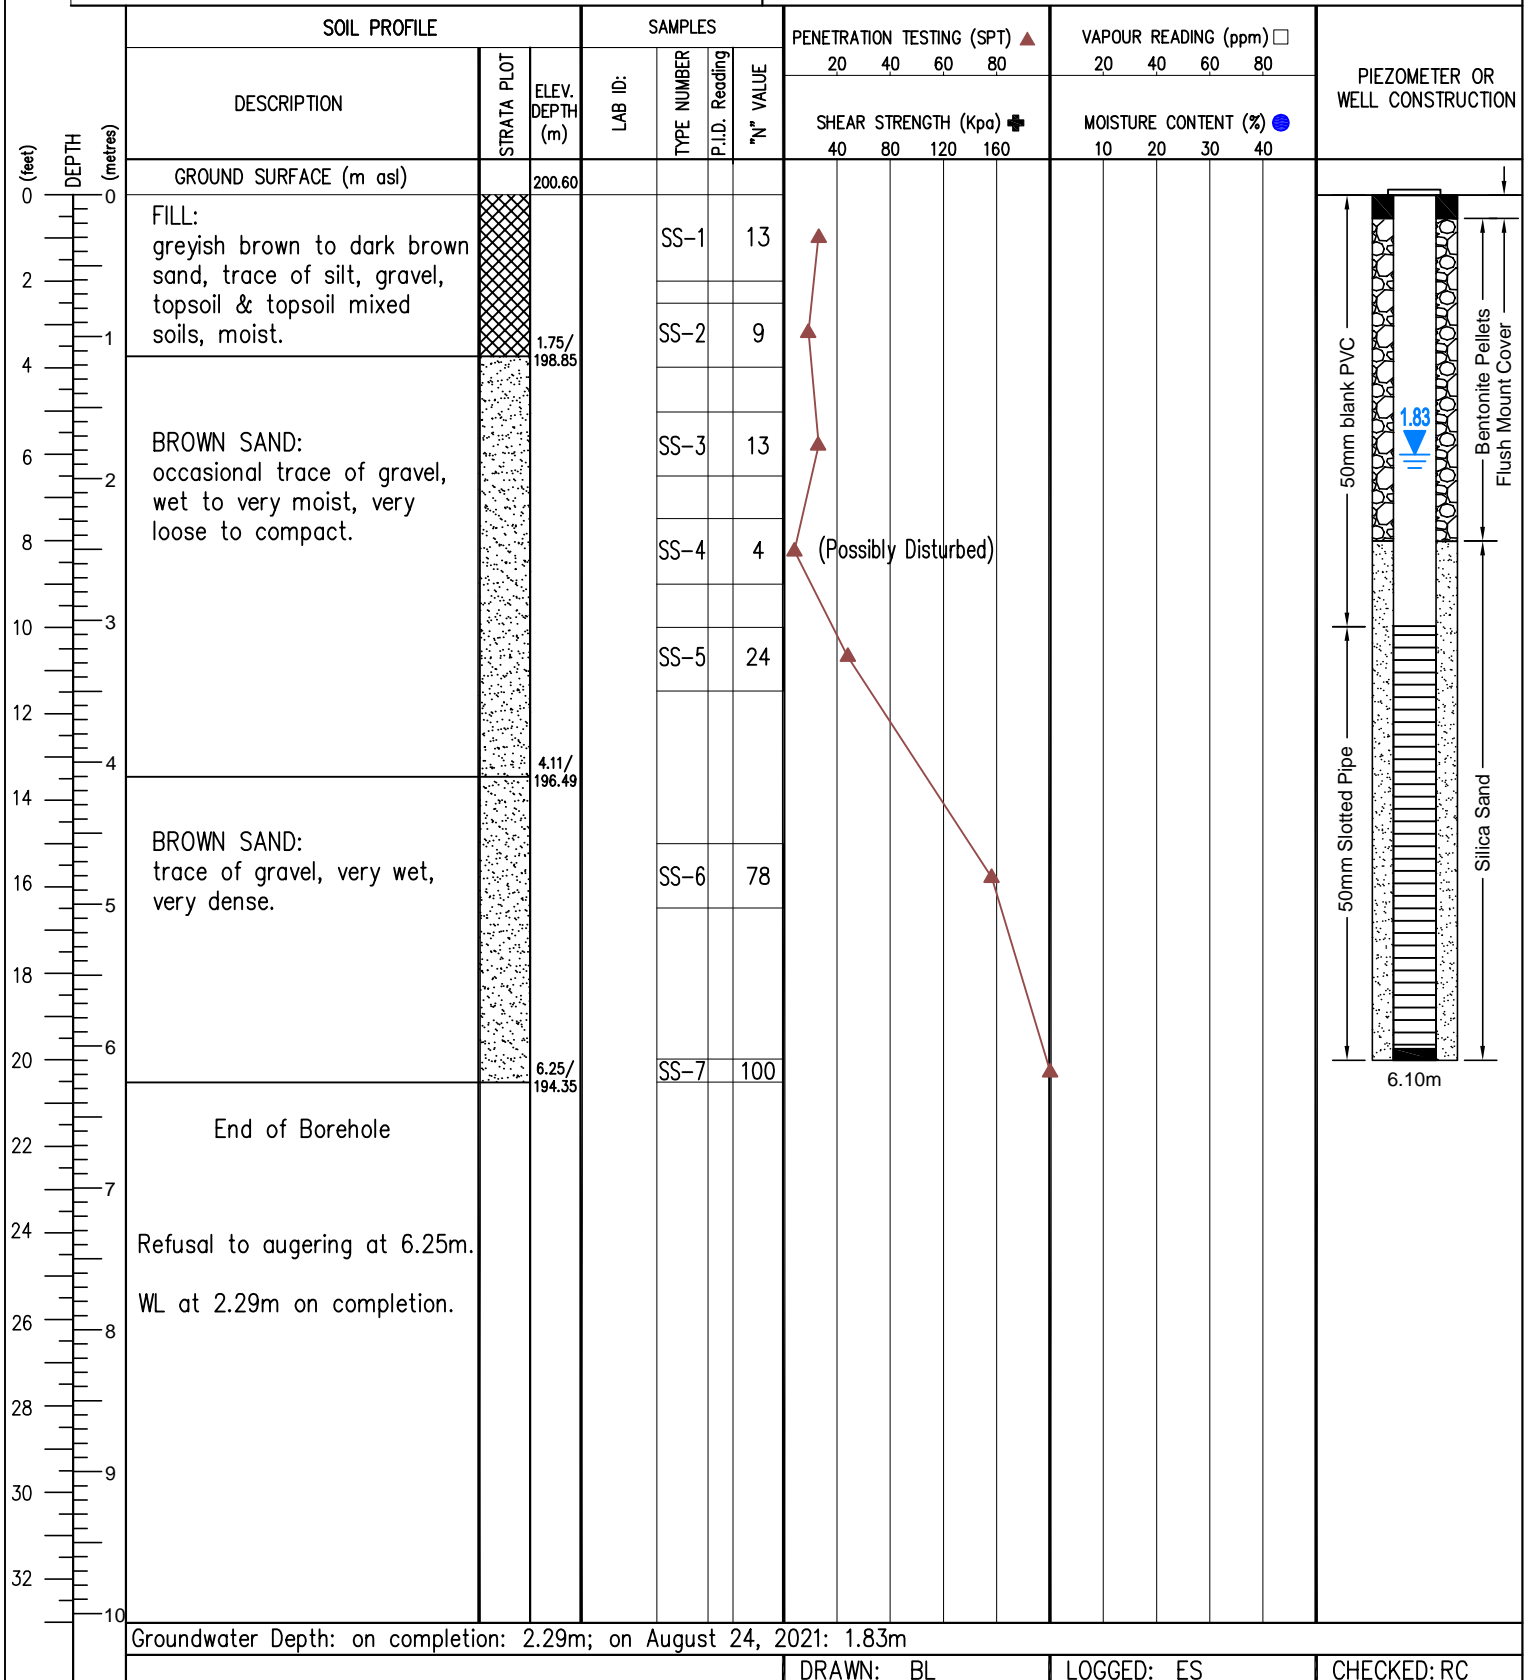 SOIL PROFILE
SAMPLES
PENETRATION TESTING (SPT)
20 40 60 80
VAPOUR READING (ppm)
20 40 60 80
PIEZOMETER OR
WELL CONSTRUCTION
DESCRIPTION
STRATA PLOT
ELEV.
DEPTH
(m)
LAB ID:
TYPE NUMBER
P.I.D. Reading
"N" VALUE
SHEAR STRENGTH (Kpa)
40 80 120 160
MOISTURE CONTENT (%)
10 20 30 40
(feet)
DEPTH
(metres)
GROUND SURFACE (m asl)
200.60
0
2
4
6
8
10
12
14
16
18
20
22
24
26
28
30
32
0
1
2
3
4
5
6
7
8
9
10
FILL:
greyish brown to dark brown
sand, trace of silt, gravel,
topsoil & topsoil mixed
soils, moist.
1.75/
198.85
BROWN SAND:
occasional trace of gravel,
wet to very moist, very
loose to compact.
4.11/
196.49
BROWN SAND:
trace of gravel, very wet,
very dense.
6.25/
194.35
End of Borehole
Refusal to augering at 6.25m.
WL at 2.29m on completion.
SS-1 13
SS-2 9
SS-3 13
SS-4 4
(Possibly Disturbed)
SS-5 24
SS-6 78
SS-7 100
50mm blank PVC
50mm Slotted Pipe
1.83
Bentonite Pellets
Flush Mount Cover
Silica Sand
6.10m
Groundwater Depth: on completion: 2.29m; on August 24, 2021: 1.83m
DRAWN: BL
LOGGED: ES
CHECKED: RC